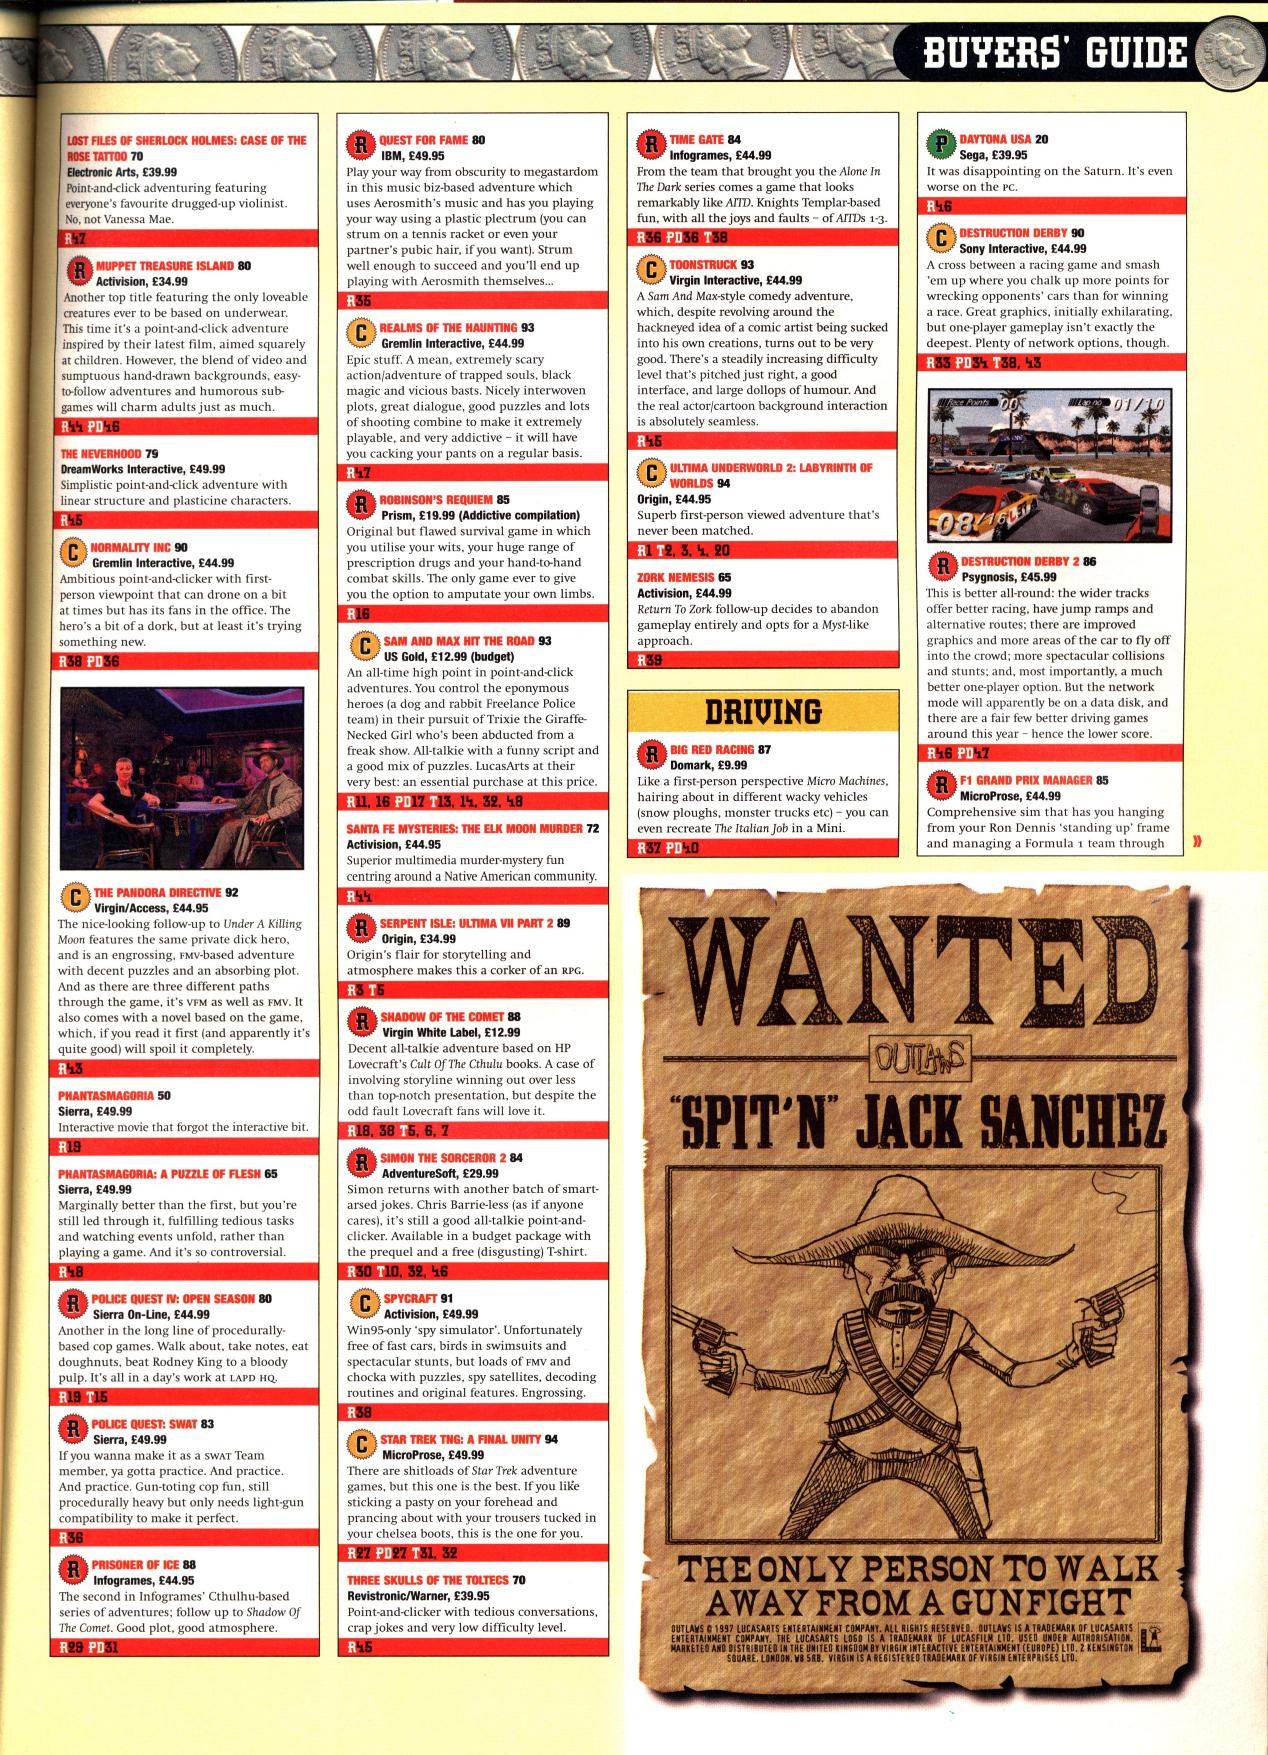 BUYERS' GUIDE
LOST FILES OF SHERLOCK HOLMES: CASE OF THE
ROSE TATTOO 70
Electronic Arts, £39.99
Point-and-click adventuring featuring
everyone's favourite drugged-up violinist.
No, not Vanessa Mae.
R47
R MUPPET TREASURE ISLAND 80
Activision, £34.99
Another top title featuring the only loveable
creatures ever to be based on underwear.
This time it's a point-and-click adventure
inspired by their latest film, aimed squarely
at children. However, the blend of video and
sumptuous hand-drawn backgrounds, easy-
to-follow adventures and humorous sub-
games will charm adults just as much.
R44 PD46
THE NEVERHOOD 79
DreamWorks Interactive, £49.99
Simplistic point-and-click adventure with
linear structure and plasticine characters.
R45
C NORMALITY INC 90
Gremlin Interactive, £44.99
Ambitious point-and-clicker with first-
person viewpoint that can drone on a bit
at times but has its fans in the office. The
hero's a bit of a dork, but at least it's trying
something new.
R38 PD36
C THE PANDORA DIRECTIVE 92
Virgin/Access, £44.95
The nice-looking follow-up to Under A Killing
Moon features the same private dick hero,
and is an engrossing, FMV-based adventure
with decent puzzles and an absorbing plot.
And as there are three different paths
through the game, it's VFM as well as FMV. It
also comes with a novel based on the game,
which, if you read it first (and apparently it's
quite good) will spoil it completely.
R43
PHANTASMAGORIA 50
Sierra, £49.99
Interactive movie that forgot the interactive bit.
R19
PHANTASMAGORIA: A PUZZLE OF FLESH 65
Sierra, £49.99
Marginally better than the first, but you're
still led through it, fulfilling tedious tasks
and watching events unfold, rather than
playing a game. And it's so controversial.
R48
R POLICE QUEST IV: OPEN SEASON 80
Sierra On-Line, £44.99
Another in the long line of procedurally-
based cop games. Walk about, take notes, eat
doughnuts, beat Rodney King to a bloody
pulp. It's all in a day's work at LAPD HQ.
R19 T15
R POLICE QUEST: SWAT 83
Sierra, £49.99
If you wanna make it as a SWAT Team
member, ya gotta practice. And practice.
And practice. Gun-toting cop fun, still
procedurally heavy but only needs light-gun
compatibility to make it perfect.
R36
R PRISONER OF ICE 88
Infogrames, £44.95
The second in Infogrames' Cthulhu-based
series of adventures; follow up to Shadow Of
The Comet. Good plot, good atmosphere.
R29 PD31
R QUEST FOR FAME 80
IBM, £49.95
Play your way from obscurity to megastardom
in this music biz-based adventure which
uses Aerosmith's music and has you playing
your way using a plastic plectrum (you can
strum on a tennis racket or even your
partner's pubic hair, if you want). Strum
well enough to succeed and you'll end up
playing with Aerosmith themselves...
R35
C REALMS OF THE HAUNTING 93
Gremlin Interactive, £44.99
Epic stuff. A mean, extremely scary
action/adventure of trapped souls, black
magic and vicious basts. Nicely interwoven
plots, great dialogue, good puzzles and lots
of shooting combine to make it extremely
playable, and very addictive – it will have
you cacking your pants on a regular basis.
R47
R ROBINSON'S REQUIEM 85
Prism, £19.99 (Addictive compilation)
Original but flawed survival game in which
you utilise your wits, your huge range of
prescription drugs and your hand-to-hand
combat skills. The only game ever to give
you the option to amputate your own limbs.
R16
C SAM AND MAX HIT THE ROAD 93
US Gold, £12.99 (budget)
An all-time high point in point-and-click
adventures. You control the eponymous
heroes (a dog and rabbit Freelance Police
team) in their pursuit of Trixie the Giraffe-
Necked Girl who's been abducted from a
freak show. All-talkie with a funny script and
a good mix of puzzles. LucasArts at their
very best: an essential purchase at this price.
R11, 16 PD17 T13, 14, 32, 48
SANTA FE MYSTERIES: THE ELK MOON MURDER 72
Activision, £44.95
Superior multimedia murder-mystery fun
centring around a Native American community.
R44
R SERPENT ISLE: ULTIMA VII PART 2 89
Origin, £34.99
Origin's flair for storytelling and
atmosphere makes this a corker of an RPG.
R3 T5
R SHADOW OF THE COMET 88
Virgin White Label, £12.99
Decent all-talkie adventure based on HP
Lovecraft's Cult Of The Cthulu books. A case of
involving storyline winning out over less
than top-notch presentation, but despite the
odd fault Lovecraft fans will love it.
R18, 38 T5, 6, 7
R SIMON THE SORCEROR 2 84
AdventureSoft, £29.99
Simon returns with another batch of smart-
arsed jokes. Chris Barrie-less (as if anyone
cares), it's still a good all-talkie point-and-
clicker. Available in a budget package with
the prequel and a free (disgusting) T-shirt.
R30 T10, 32, 46
C SPYCRAFT 91
Activision, £49.99
Win95-only 'spy simulator'. Unfortunately
free of fast cars, birds in swimsuits and
spectacular stunts, but loads of FMV and
chocka with puzzles, spy satellites, decoding
routines and original features. Engrossing.
R38
C STAR TREK TNG: A FINAL UNITY 94
MicroProse, £49.99
There are shitloads of Star Trek adventure
games, but this one is the best. If you like
sticking a pasty on your forehead and
prancing about with your trousers tucked in
your chelsea boots, this is the one for you.
R27 PD27 T31, 32
THREE SKULLS OF THE TOLTECS 70
Revistronic/Warner, £39.95
Point-and-clicker with tedious conversations,
crap jokes and very low difficulty level.
R45
R TIME GATE 84
Infogrames, £44.99
From the team that brought you the Alone In
The Dark series comes a game that looks
remarkably like AITD. Knights Templar-based
fun, with all the joys and faults – of AITDs 1-3.
R36 PD36 T38
C TOONSTRUCK 93
Virgin Interactive, £44.99
A Sam And Max-style comedy adventure,
which, despite revolving around the
hackneyed idea of a comic artist being sucked
into his own creations, turns out to be very
good. There's a steadily increasing difficulty
level that's pitched just right, a good
interface, and large dollops of humour. And
the real actor/cartoon background interaction
is absolutely seamless.
R45
C ULTIMA UNDERWORLD 2: LABYRINTH OF
WORLDS 94
Origin, £44.95
Superb first-person viewed adventure that's
never been matched.
R1 T2, 3, 4, 20
ZORK NEMESIS 65
Activision, £44.99
Return To Zork follow-up decides to abandon
gameplay entirely and opts for a Myst-like
approach.
R39
DRIVING
R BIG RED RACING 87
Domark, £9.99
Like a first-person perspective Micro Machines,
hairing about in different wacky vehicles
(snow ploughs, monster trucks etc) – you can
even recreate The Italian Job in a Mini.
R37 PD40
P DAYTONA USA 20
Sega, £39.95
It was disappointing on the Saturn. It's even
worse on the PC.
R46
C DESTRUCTION DERBY 90
Sony Interactive, £44.99
A cross between a racing game and smash
'em up where you chalk up more points for
wrecking opponents' cars than for winning
a race. Great graphics, initially exhilarating,
but one-player gameplay isn't exactly the
deepest. Plenty of network options, though.
R33 PD34 T38, 43
Race Points 00 Lap no 01/10
08/16
R DESTRUCTION DERBY 2 86
Psygnosis, £45.99
This is better all-round: the wider tracks
offer better racing, have jump ramps and
alternative routes; there are improved
graphics and more areas of the car to fly off
into the crowd; more spectacular collisions
and stunts; and, most importantly, a much
better one-player option. But the network
mode will apparently be on a data disk, and
there are a fair few better driving games
around this year – hence the lower score.
R46 PD47
R F1 GRAND PRIX MANAGER 85
MicroProse, £44.99
Comprehensive sim that has you hanging
from your Ron Dennis 'standing up' frame
and managing a Formula 1 team through
»
WANTED
OUTLAWS
"SPIT'N" JACK SANCHEZ
THE ONLY PERSON TO WALK
AWAY FROM A GUNFIGHT
OUTLAWS © 1997 LUCASARTS ENTERTAINMENT COMPANY. ALL RIGHTS RESERVED. OUTLAWS IS A TRADEMARK OF LUCASARTS
ENTERTAINMENT COMPANY. THE LUCASARTS LOGO IS A TRADEMARK OF LUCASFILM LTD. USED UNDER AUTHORISATION.
MARKETED AND DISTRIBUTED IN THE UNITED KINGDOM BY VIRGIN INTERACTIVE ENTERTAINMENT (EUROPE) LTD. 2 KENSINGTON
SQUARE, LONDON. W8 5RB. VIRGIN IS A REGISTERED TRADEMARK OF VIRGIN ENTERPRISES LTD.